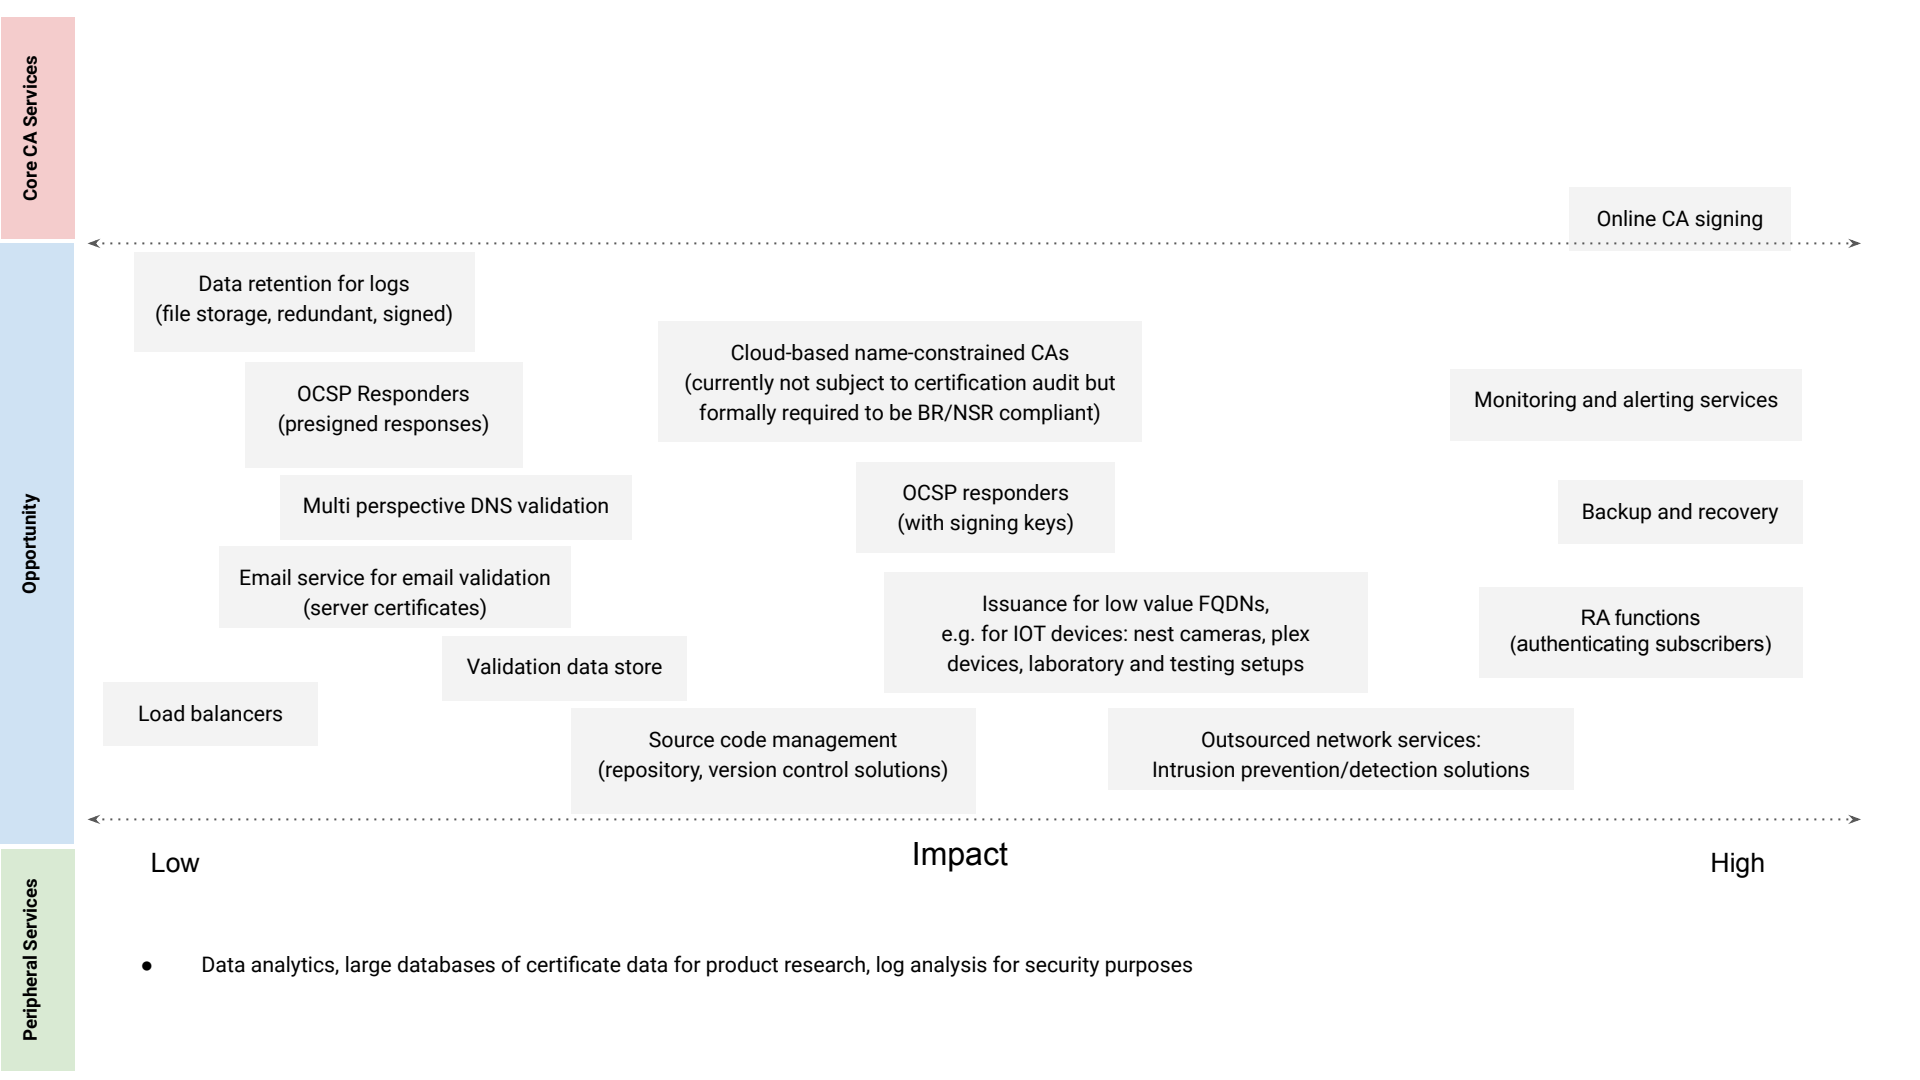 Core CA Services
Online CA signing
Opportunity
Data retention for logs
(file storage, redundant, signed)
Cloud-based name-constrained CAs
(currently not subject to certification audit but
formally required to be BR/NSR compliant)
OCSP Responders
(presigned responses)
Monitoring and alerting services
Multi perspective DNS validation
OCSP responders
(with signing keys)
Backup and recovery
Email service for email validation
(server certificates)
Issuance for low value FQDNs,
e.g. for IOT devices: nest cameras, plex
devices, laboratory and testing setups
RA functions
(authenticating subscribers)
Validation data store
Load balancers
Source code management
(repository, version control solutions)
Outsourced network services:
Intrusion prevention/detection solutions
Low
Impact
High
Peripheral Services
● Data analytics, large databases of certificate data for product research, log analysis for security purposes